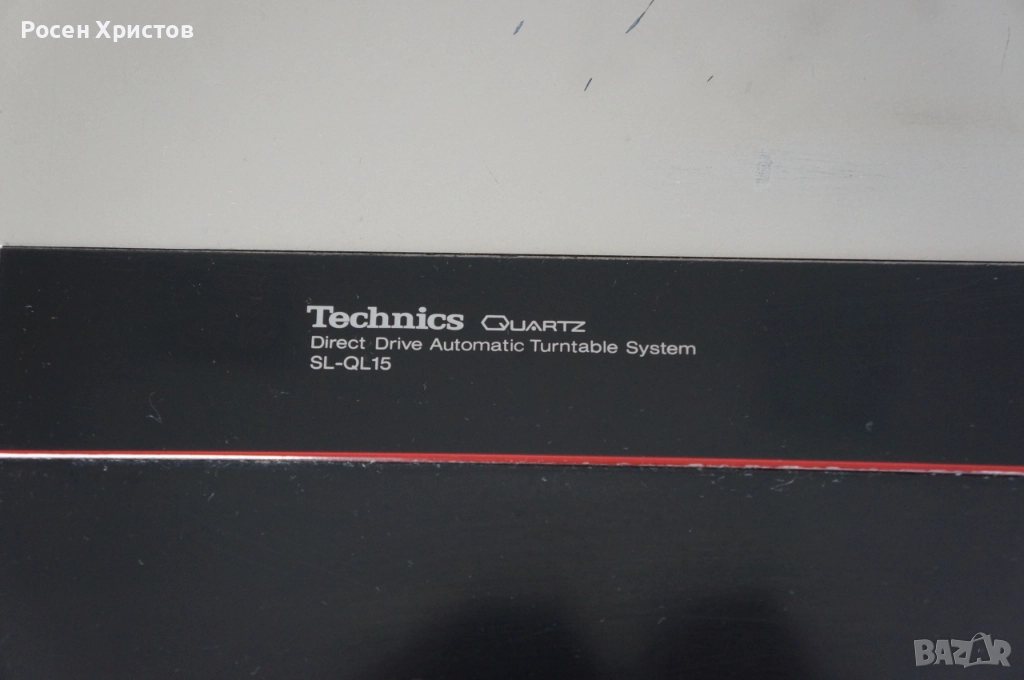 Росен Христов
Technics QUARTZ
Direct Drive Automatic Turntable System
SL-QL15
BAZAR